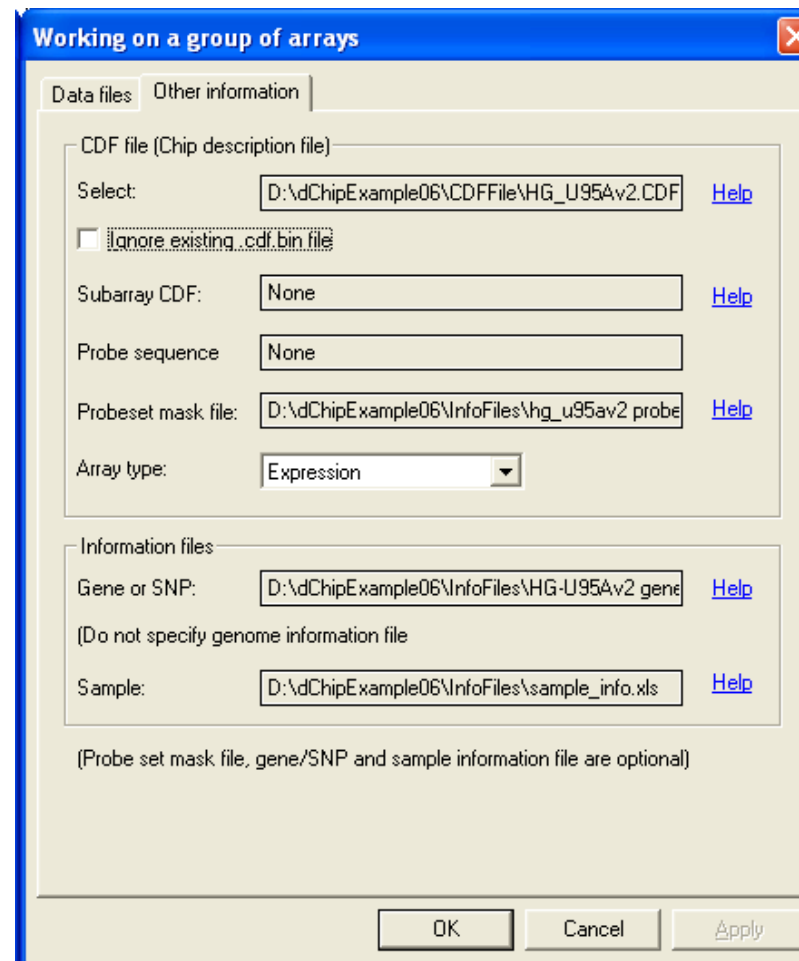 Working on a group of arrays
Data files Other information
CDF file (Chip description file)
Select: D:\dChipExample06\CDFFile\HG_U95Av2.CDF Help
Ignore existing .cdf.bin file
Subarray CDF: None Help
Probe sequence None
Probeset mask file: D:\dChipExample06\InfoFiles\hg_u95av2 probe Help
Array type: Expression
Information files
Gene or SNP: D:\dChipExample06\InfoFiles\HG-U95Av2 gene Help
(Do not specify genome information file
Sample: D:\dChipExample06\InfoFiles\sample_info.xls Help
(Probe set mask file, gene/SNP and sample information file are optional)
OK Cancel Apply